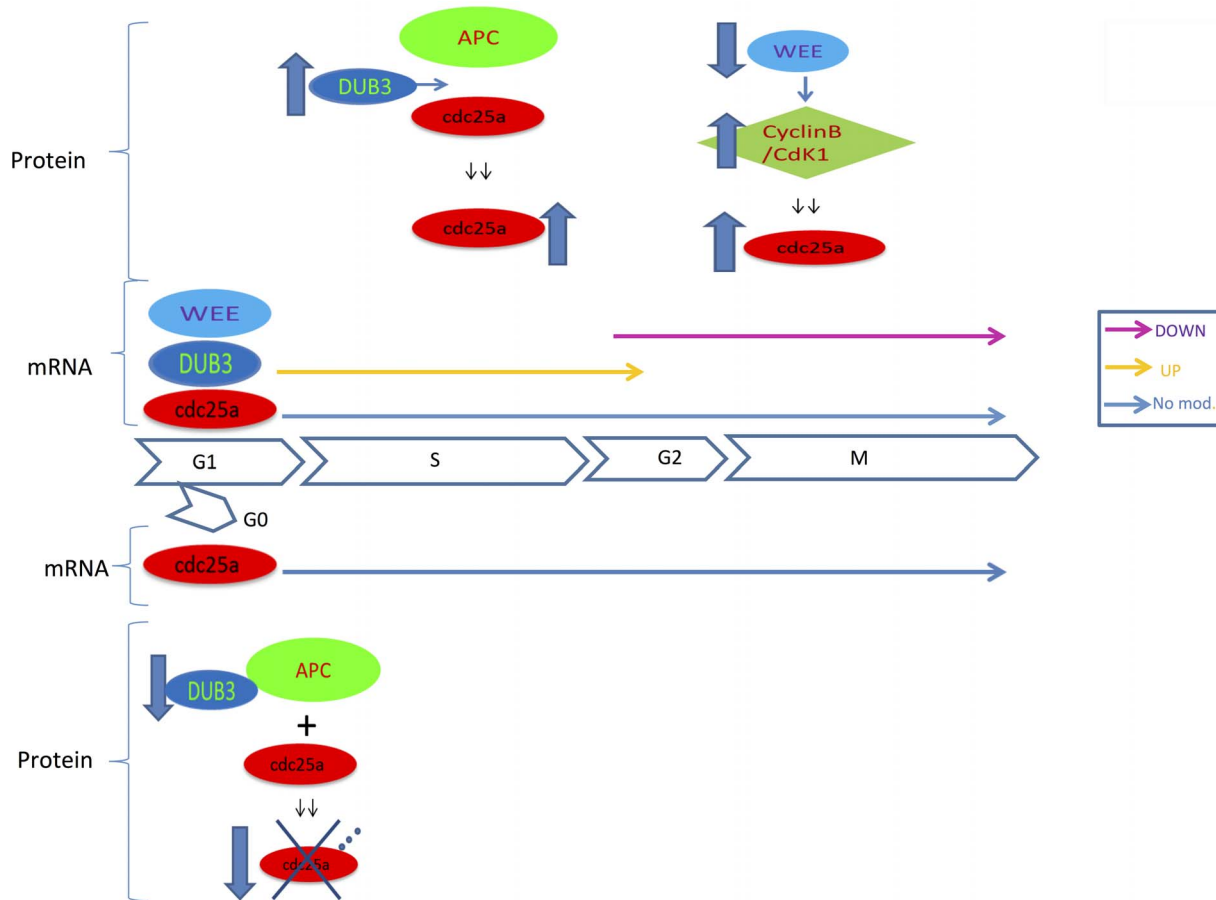 APC
WEE
DUB3
cdc25a
CyclinB
/CdK1
Protein
↓↓
↓↓
cdc25a
cdc25a
WEE
DOWN
mRNA
DUB3
UP
cdc25a
No mod.
G1
S
G2
M
G0
mRNA
cdc25a
APC
DUB3
+
Protein
cdc25a
↓↓
cdc25a